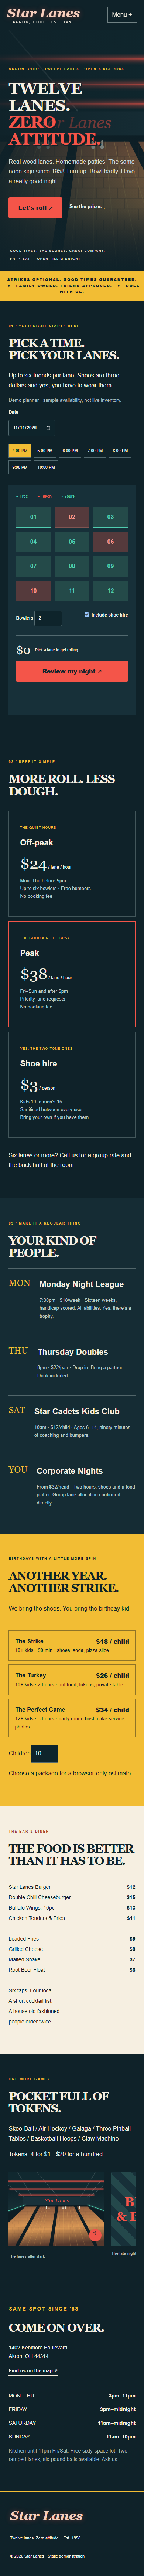 Star Lanes
AKRON, OHIO · EST. 1958
Menu +
AKRON, OHIO · TWELVE LANES · OPEN SINCE 1958
TWELVE
LANES.
ZERO
ATTITUDE.
Star Lanes
Real wood lanes. Homemade patties. The same
neon sign since 1958 Turn up. Bowl badly. Have
a really good night
Let's roll ↗
See the prices ↓
GOOD TIMES. BAD SCORES. GREAT COMPANY.
FRI + SAT — OPEN TILL MIDNIGHT
STRIKES OPTIONAL. GOOD TIMES GUARANTEED.
✦ FAMILY OWNED. FRIEND APPROVED. ✦ ROLL
WITH US.
01 / YOUR NIGHT STARTS HERE
PICK A TIME.
PICK YOUR LANES.
Up to six friends per lane. Shoes are three
dollars and yes, you have to wear them.
Demo planner · sample availability, not live inventory.
Date
11/14/2026
4:00 PM
5:00 PM
6:00 PM
7:00 PM
8:00 PM
9:00 PM
10:00 PM
● Free
● Taken
○ Yours
01
02
03
04
05
06
07
08
09
10
11
12
Bowlers
2
Include shoe hire
$0 Pick a lane to get rolling
Review my night ↗
02 / KEEP IT SIMPLE
MORE ROLL. LESS
DOUGH.
THE QUIET HOURS
Off-peak
$24 / lane / hour
Mon–Thu before 5pm
Up to six bowlers · Free bumpers
No booking fee
THE GOOD KIND OF BUSY
Peak
$38 / lane / hour
Fri–Sun and after 5pm
Priority lane requests
No booking fee
YES, THE TWO-TONE ONES
Shoe hire
$3 / person
Kids 10 to men's 16
Sanitised between every use
Bring your own if you have them
Six lanes or more? Call us for a group rate and
the back half of the room.
03 / MAKE IT A REGULAR THING
YOUR KIND OF
PEOPLE.
MON
Monday Night League
7:30pm · $18/week · Sixteen weeks,
handicap scored. All abilities. Yes, there's a
trophy.
THU
Thursday Doubles
8pm · $22/pair · Drop in. Bring a partner.
Drink included.
SAT
Star Cadets Kids Club
10am · $12/child · Ages 6–14, ninety minutes
of coaching and bumpers.
YOU
Corporate Nights
From $32/head · Two hours, shoes and a food
platter. Group lane allocation confirmed
directly.
BIRTHDAYS WITH A LITTLE MORE SPIN
ANOTHER YEAR.
ANOTHER STRIKE.
We bring the shoes. You bring the birthday kid.
The Strike
$18 / child
10+ kids · 90 min · shoes, soda, pizza slice
The Turkey
$26 / child
10+ kids · 2 hours · hot food, tokens, private table
The Perfect Game
$34 / child
12+ kids · 3 hours · party room, host, cake service,
photos
Children
10
Choose a package for a browser-only estimate.
THE BAR & DINER
THE FOOD IS BETTER
THAN IT HAS TO BE.
Star Lanes Burger $12
Double Chili Cheeseburger $15
Buffalo Wings, 10pc $13
Chicken Tenders & Fries $11
Loaded Fries $9
Grilled Cheese $8
Malted Shake $7
Root Beer Float $6
Six taps. Four local.
A short cocktail list.
A house old fashioned
people order twice.
ONE MORE GAME?
POCKET FULL OF
TOKENS.
Skee-Ball / Air Hockey / Galaga / Three Pinball
Tables / Basketball Hoops / Claw Machine
Tokens: 4 for $1 · $20 for a hundred
Star Lanes
The lanes after dark
The late-night
SAME SPOT SINCE '58
COME ON OVER.
1402 Kenmore Boulevard
Akron, OH 44314
Find us on the map ↗
MON–THU 3pm–11pm
FRIDAY 3pm–midnight
SATURDAY 11am–midnight
SUNDAY 11am–10pm
Kitchen until 11pm Fri/Sat. Free sixty-space lot. Two
ramped lanes; six-pound balls available. Ask us.
Star Lanes
Twelve lanes. Zero attitude. · Est. 1958
© 2026 Star Lanes · Static demonstration